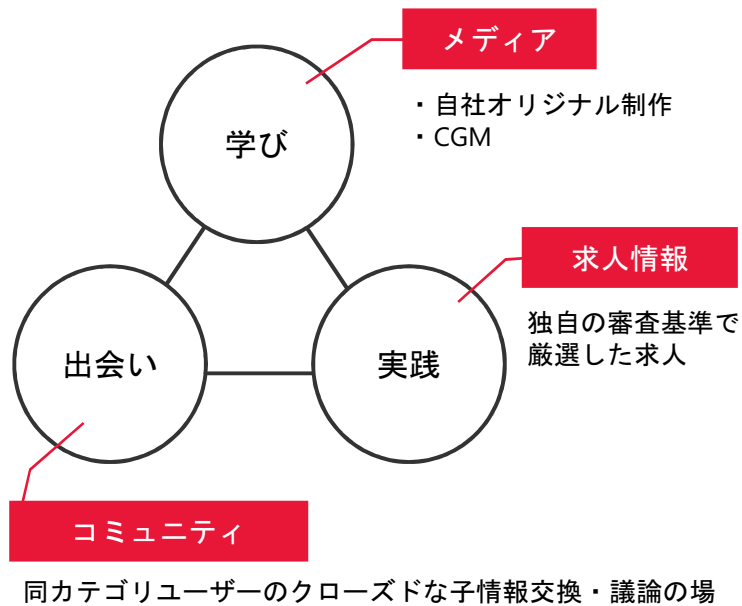 メディア
・自社オリジナル制作
・CGM
学び
求人情報
独自の審査基準で
厳選した求人
出会い
実践
コミュニティ
同カテゴリユーザーのクローズドな子情報交換・議論の場